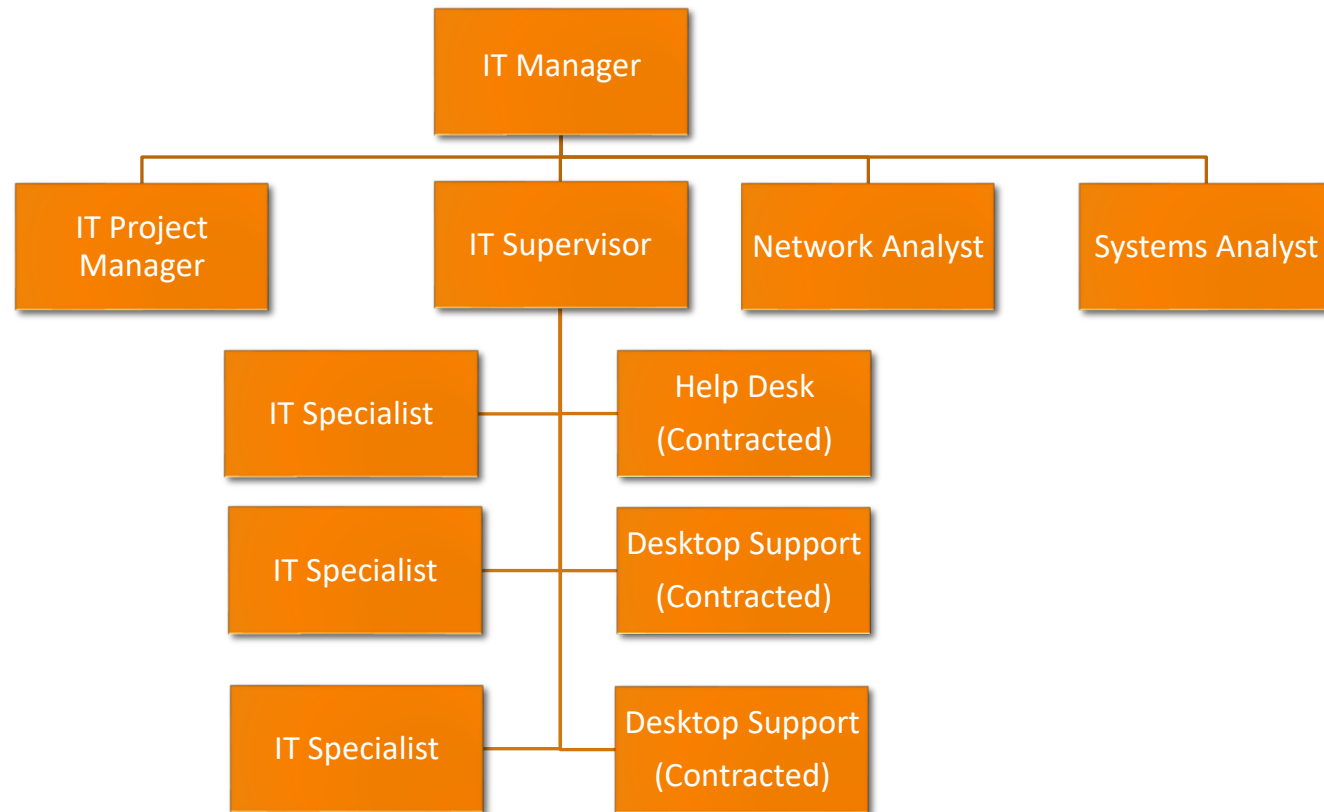 IT Manager
IT Project
Manager
IT Supervisor
Network Analyst
Systems Analyst
IT Specialist
Help Desk
(Contracted)
IT Specialist
Desktop Support
(Contracted)
IT Specialist
Desktop Support
(Contracted)